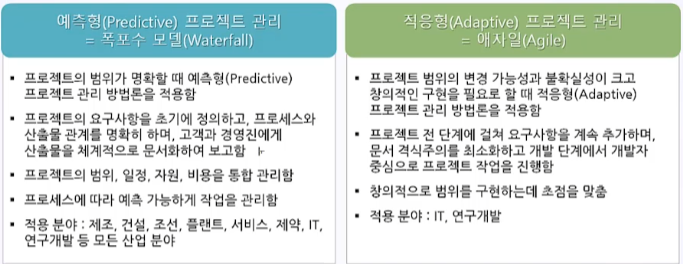 예측형(Predictive) 프로젝트 관리
= 폭포수 모델(Waterfall)
▪ 프로젝트의 범위가 명확할 때 예측형(Predictive)
프로젝트 관리 방법론을 적용함
▪ 프로젝트의 요구사항을 초기에 정의하고, 프로세스와
산출물 관계를 명확히 하며, 고객과 경영진에게
산출물을 체계적으로 문서화하여 보고함
▪ 프로젝트의 범위, 일정, 자원, 비용을 통합 관리함
▪ 프로세스에 따라 예측 가능하게 작업을 관리함
▪ 적용 분야 : 제조, 건설, 조선, 플랜트, 서비스, 제약, IT,
연구개발 등 모든 산업 분야
적응형(Adaptive) 프로젝트 관리
= 애자일(Agile)
▪ 프로젝트 범위의 변경 가능성과 불확실성이 크고
창의적인 구현을 필요로 할 때 적응형(Adaptive)
프로젝트 관리 방법론을 적용함
▪ 프로젝트 전 단계에 걸쳐 요구사항을 계속 추가하며,
문서 격식주의를 최소화하고 개발 단계에서 개발자
중심으로 프로젝트 작업을 진행함
▪ 창의적으로 범위를 구현하는데 초점을 맞춤
▪ 적용 분야 : IT, 연구개발